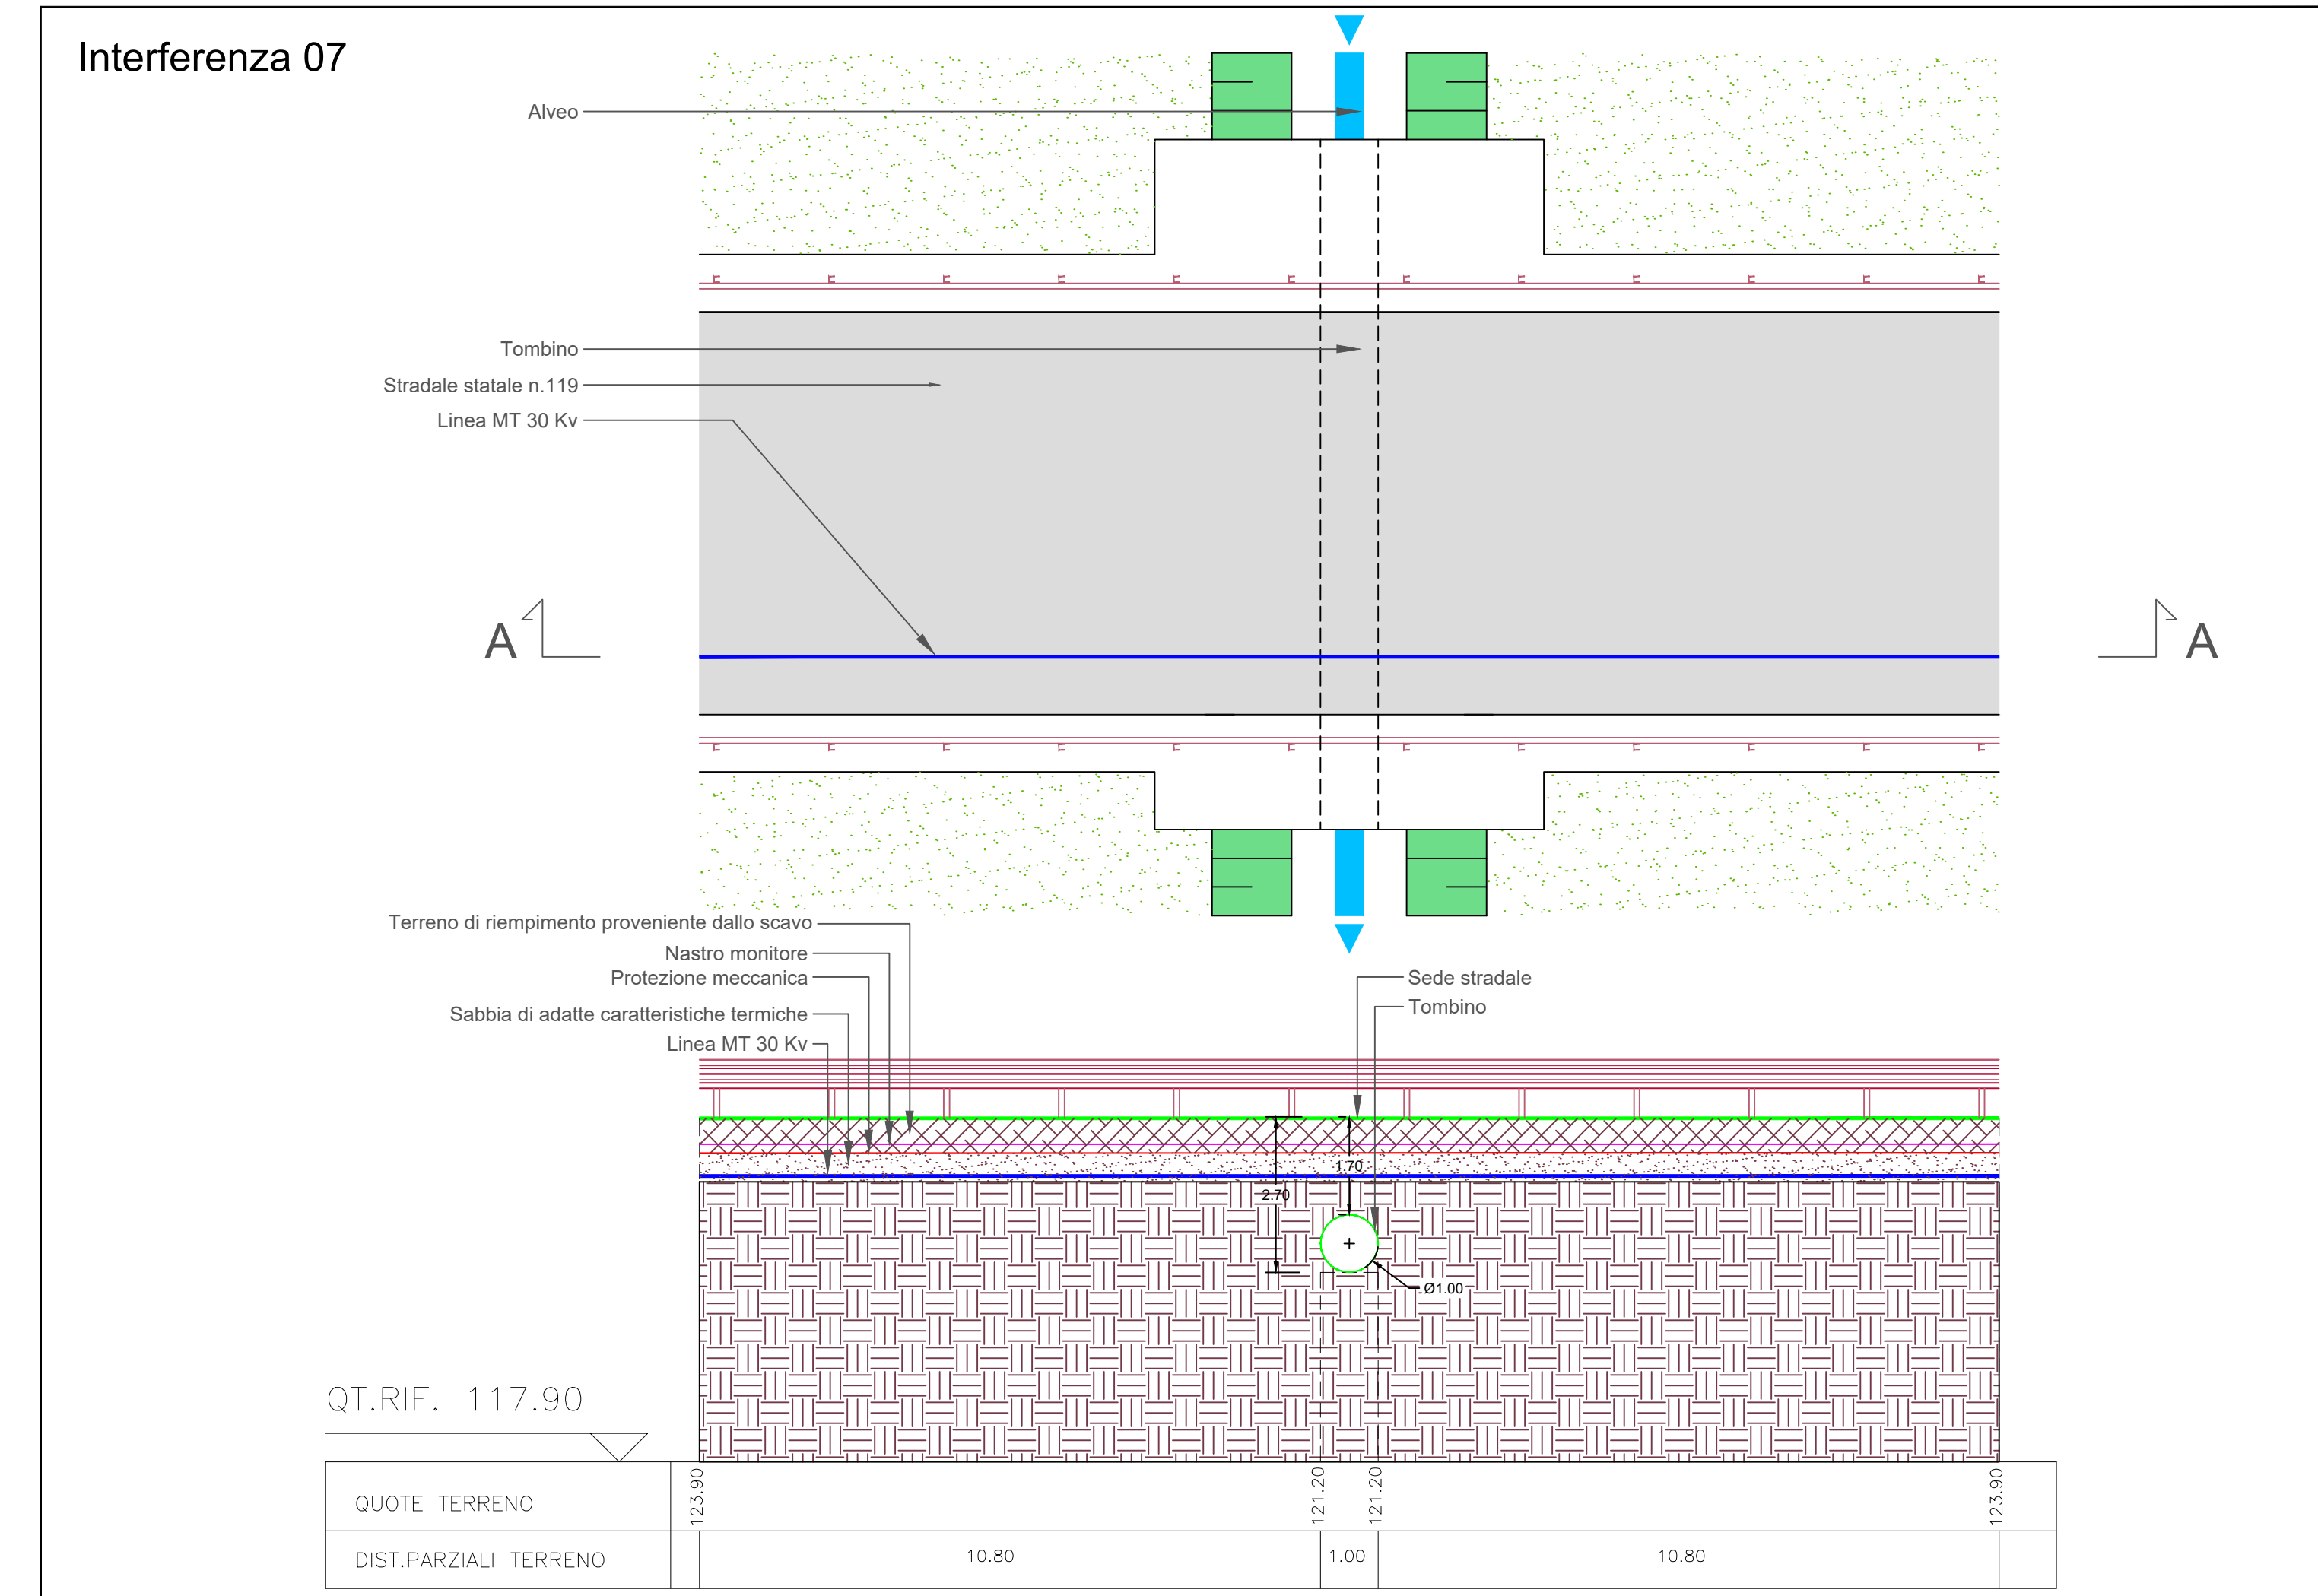 Interferenza 07
Alveo
Tombino
Stradale statale n.119
Linea MT 30 Kv
A
A
Terreno di riempimento proveniente dallo scavo
Nastro monitore
Protezione meccanica
Sabbia di adatte caratteristiche termiche
Linea MT 30 Kv
Sede stradale
Tombino
1.70
2.70
Ø1.00
QT.RIF. 117.90
QUOTE TERRENO
123.90
121.20
121.20
123.90
DIST.PARZIALI TERRENO
10.80
1.00
10.80